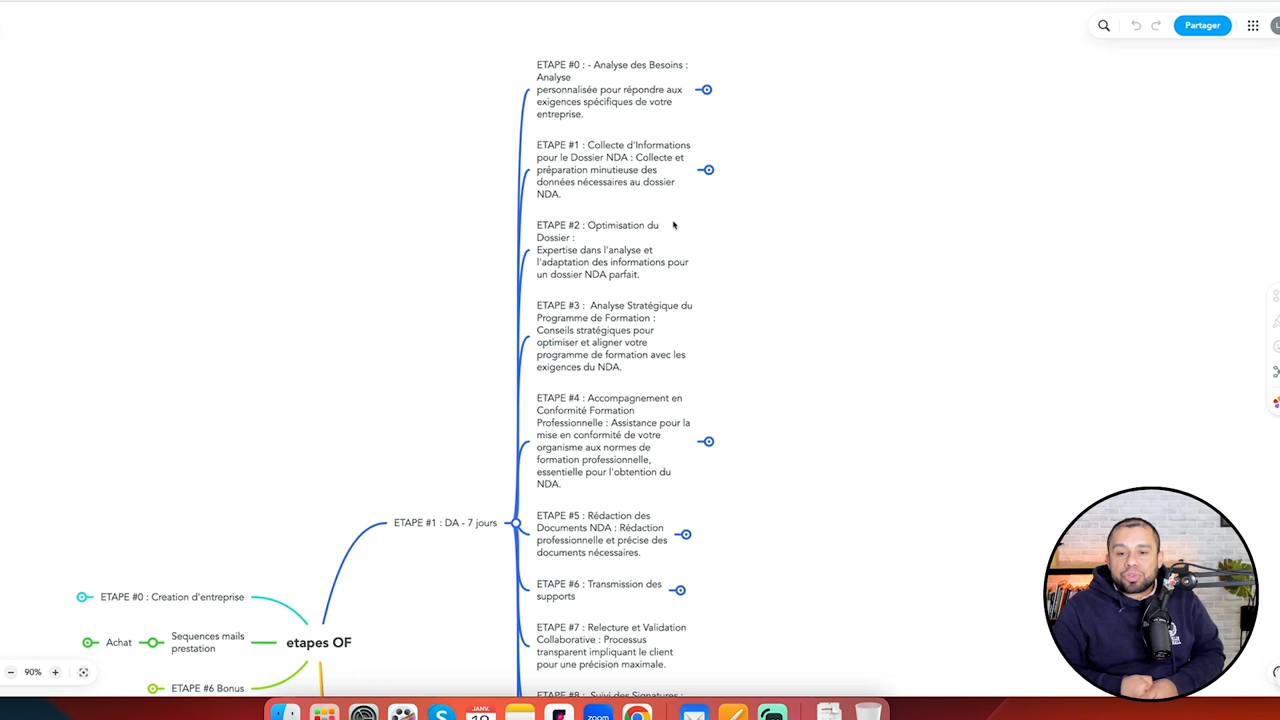 Partager
ETAPE #0 : - Analyse des Besoins :
Analyse
personnalisée pour répondre aux
exigences spécifiques de votre
entreprise.
ETAPE #1 : Collecte d'Informations
pour le Dossier NDA : Collecte et
préparation minutieuse des
données nécessaires au dossier
NDA.
ETAPE #2 : Optimisation du
Dossier :
Expertise dans l'analyse et
l'adaptation des informations pour
un dossier NDA parfait.
ETAPE #3 :  Analyse Stratégique du
Programme de Formation :
Conseils stratégiques pour
optimiser et aligner votre
programme de formation avec les
exigences du NDA.
ETAPE #4 : Accompagnement en
Conformité Formation
Professionnelle : Assistance pour la
mise en conformité de votre
organisme aux normes de
formation professionnelle,
essentielle pour l'obtention du
NDA.
ETAPE #5 : Rédaction des
Documents NDA : Rédaction
professionnelle et précise des
documents nécessaires.
ETAPE #6 : Transmission des
supports
ETAPE #7 : Relecture et Validation
Collaborative : Processus
transparent impliquant le client
pour une précision maximale.
ETAPE #8 : Suivi des Signatures :
ETAPE #1 : DA - 7 jours
ETAPE #0 : Creation d'entreprise
Achat
Sequences mails
prestation
etapes OF
ETAPE #6 Bonus
90%
JANV.
zoom